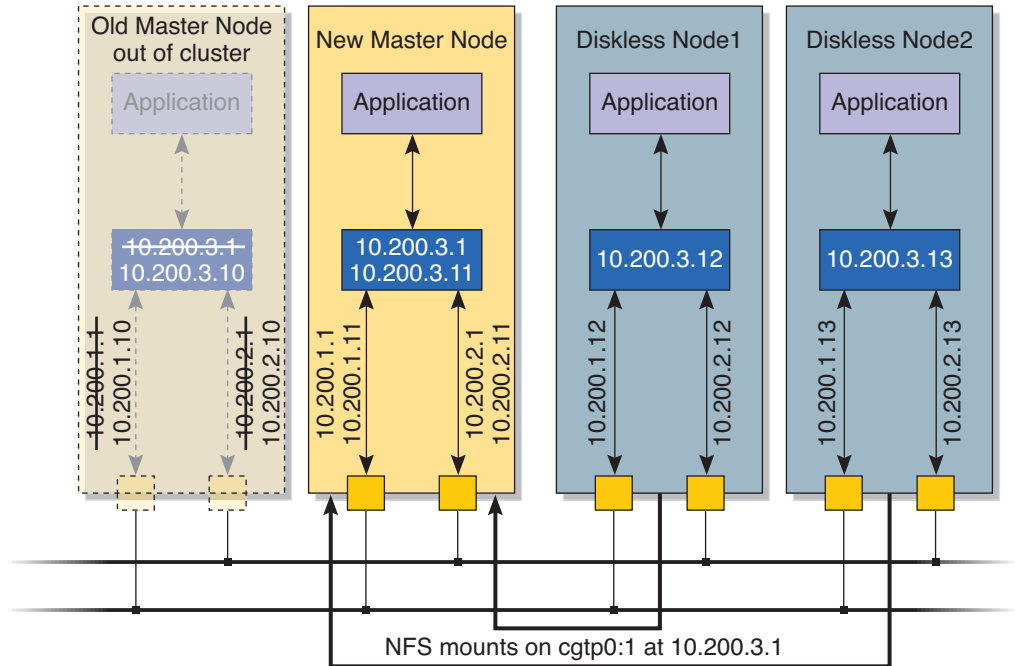 Old Master Node
out of cluster
New Master Node
Diskless Node1
Diskless Node2
Application
Application
Application
Application
10.200.3.1
10.200.3.10
10.200.3.1
10.200.3.11
10.200.3.12
10.200.3.13
10.200.1.1
10.200.1.10
10.200.2.1
10.200.2.10
10.200.1.1
10.200.1.11
10.200.2.1
10.200.2.11
10.200.1.12
10.200.2.12
10.200.1.13
10.200.2.13
NFS mounts on cgtp0:1 at 10.200.3.1